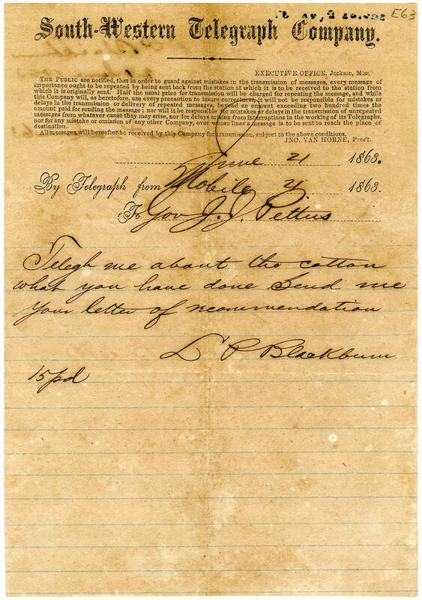 E63
South-Western Telegraph Company.
EXECUTIVE OFFICE, Jackson, Miss.
THE PUBLIC are notified, that in order to guard against mistakes in the transmission of messages, every message of
importance ought to be repeated by being sent back from the station at which it is to be received to the station from
which it is originally sent. Half the usual price for transmission will be charged for repeating the message, and while
this Company will, as heretofore, use every precaution to insure correctness, it will not be responsible for mistakes or
delays in the transmission or delivery of repeated messages, beyond an amount exceeding two hundred times the
amount paid for sending the message; nor will it be responsible for mistakes or delays in the transmission of unrepeated
messages from whatever cause they may arise, nor for delays arising from interruptions in the working of its Telegraphs,
nor for any mistake or omission of any other Company, over whose lines a message is to be sent to reach the place of
destination.
All messages will hereafter be received by this Company for transmission, subject to the above conditions.
JNO. VAN HORNE, Pres't.
June 21 1863.
By Telegraph from Mobile 21 1863.
To Gov J. J. Pettus
Telegh me about the cotton
what you have done Send me
your letter of recommendation
L P Blackburn
15 pd